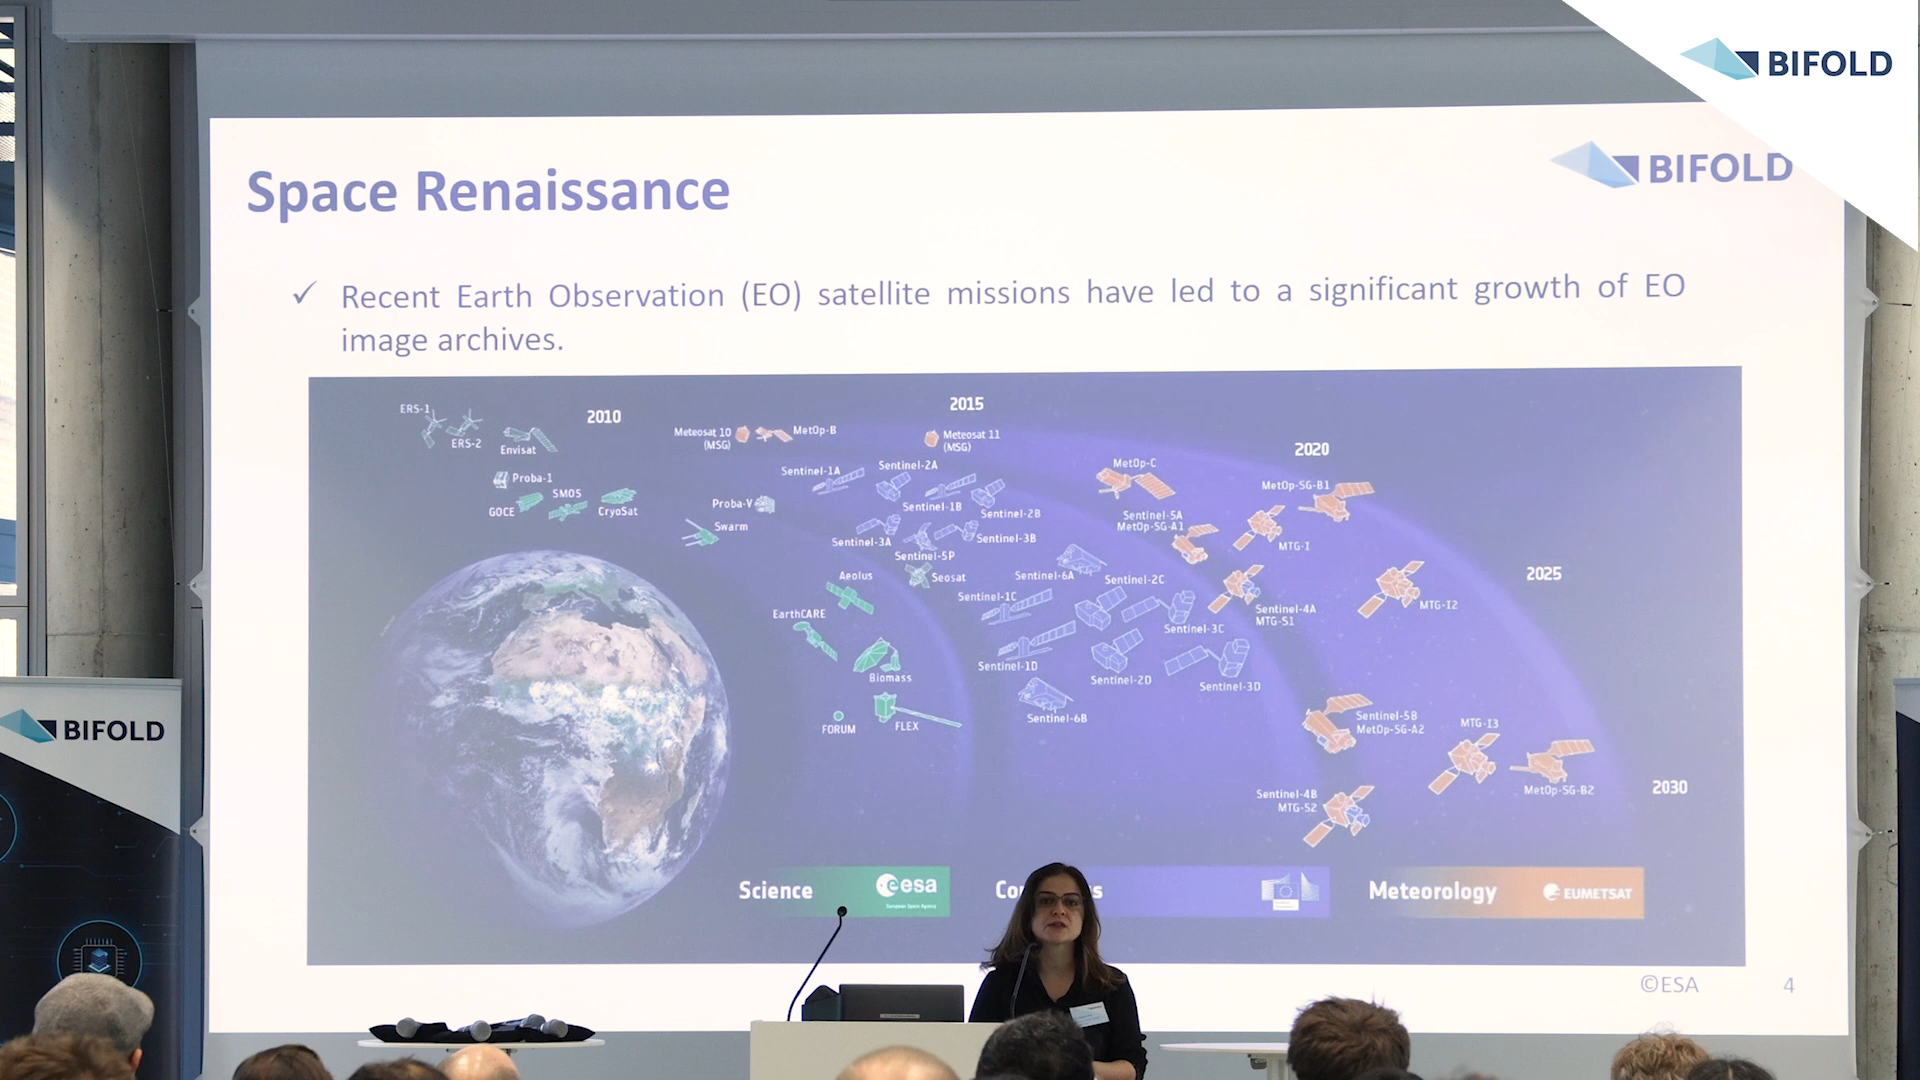 BIFOLD
BIFOLD
Space Renaissance
✓ Recent Earth Observation (EO) satellite missions have led to a significant growth of EO
image archives.
ERS-1
ERS-2
Envisat
2010
Meteosat 10
(MSG)
MetOp-B
2015
Meteosat 11
(MSG)
2020
Proba-1
GOCE
SMOS
CryoSat
Proba-V
Swarm
Sentinel-1A
Sentinel-2A
Sentinel-1B
Sentinel-2B
Sentinel-3A
Sentinel-3B
Sentinel-5P
Seosat
MetOp-C
MetOp-SG-B1
Sentinel-5A
MetOp-SG-A1
MTG-I
2025
Aeolus
EarthCARE
Sentinel-6A
Sentinel-2C
Sentinel-1C
Sentinel-3C
Sentinel-4A
MTG-S1
MTG-I2
Biomass
Sentinel-1D
Sentinel-2D
Sentinel-3D
FORUM
FLEX
Sentinel-6B
Sentinel-5B
MetOp-SG-A2
MTG-I3
MetOp-SG-B2
2030
Sentinel-4B
MTG-S2
Science
esa
European Space Agency
Meteorology
EUMETSAT
©ESA
4
BIFOLD